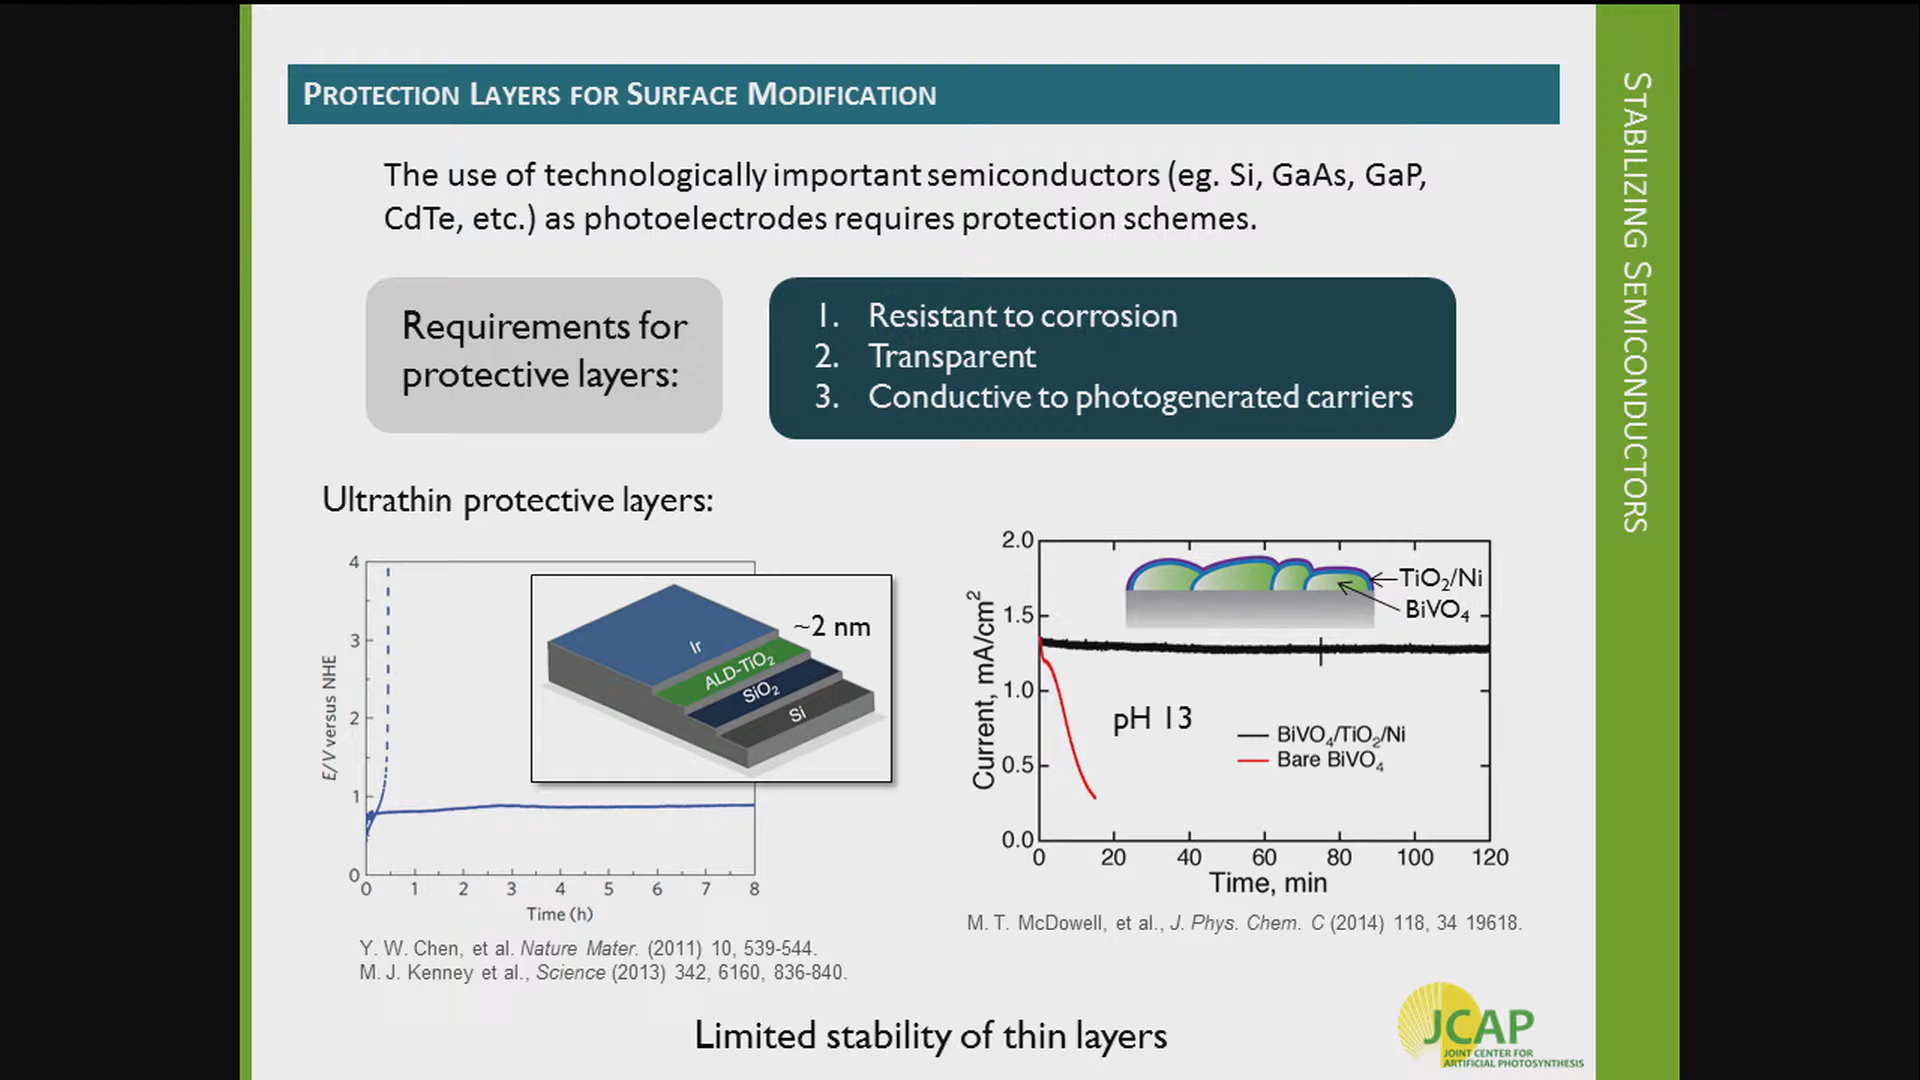 PROTECTION LAYERS FOR SURFACE MODIFICATION
STABILIZING SEMICONDUCTORS
The use of technologically important semiconductors (eg. Si, GaAs, GaP,
CdTe, etc.) as photoelectrodes requires protection schemes.
Requirements for
protective layers:
1. Resistant to corrosion
2. Transparent
3. Conductive to photogenerated carriers
Ultrathin protective layers:
4
3
2
1
0
E/V versus NHE
0 1 2 3 4 5 6 7 8
Time (h)
~2 nm
Ir
ALD-TiO2
SiO2
Si
Y. W. Chen, et al. Nature Mater. (2011) 10, 539-544.
M. J. Kenney et al., Science (2013) 342, 6160, 836-840.
2.0
1.5
1.0
0.5
0.0
Current, mA/cm2
TiO2/Ni
BiVO4
pH 13
BiVO4/TiO2/Ni
Bare BiVO4
0 20 40 60 80 100 120
Time, min
M. T. McDowell, et al., J. Phys. Chem. C (2014) 118, 34 19618.
Limited stability of thin layers
JCAP
JOINT CENTER FOR
ARTIFICIAL PHOTOSYNTHESIS